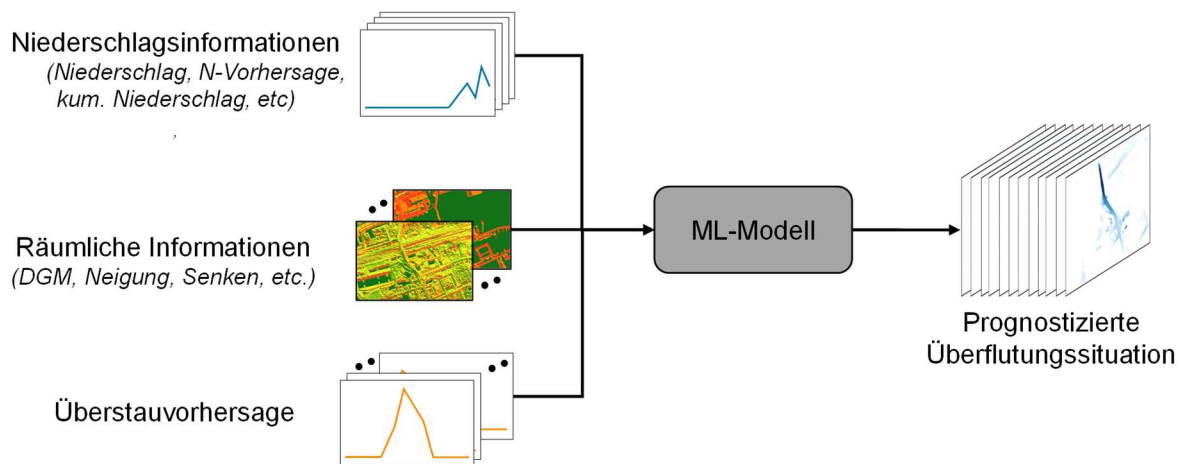 Niederschlagsinformationen
(Niederschlag, N-Vorhersage,
kum. Niederschlag, etc)
,
Räumliche Informationen
(DGM, Neigung, Senken, etc.)
Überstauvorhersage
ML-Modell
Prognostizierte
Überflutungssituation